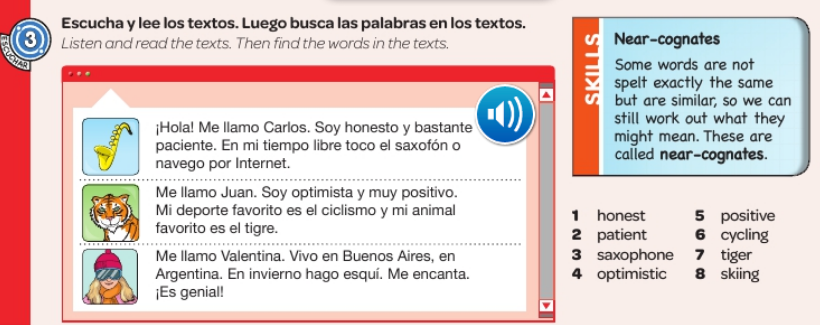 ESCUCHAR
3
Escucha y lee los textos. Luego busca las palabras en los textos.
Listen and read the texts. Then find the words in the texts.
¡Hola! Me llamo Carlos. Soy honesto y bastante
paciente. En mi tiempo libre toco el saxofón o
navego por Internet.
Me llamo Juan. Soy optimista y muy positivo.
Mi deporte favorito es el ciclismo y mi animal
favorito es el tigre.
Me llamo Valentina. Vivo en Buenos Aires, en
Argentina. En invierno hago esquí. Me encanta.
¡Es genial!
SKILLS
Near-cognates
Some words are not
spelt exactly the same
but are similar, so we can
still work out what they
might mean. These are
called near-cognates.
1 honest
2 patient
3 saxophone
4 optimistic
5 positive
6 cycling
7 tiger
8 skiing